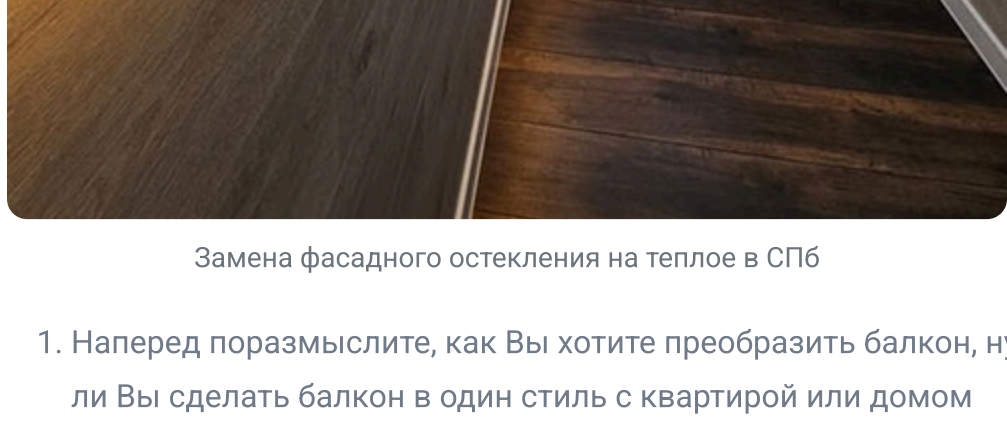 Замена фасадного остекления на теплое в СПб
1. Наперед поразмыслите, как Вы хотите преобразить балкон,
ли Вы сделать балкон в один стиль с квартирой или домом